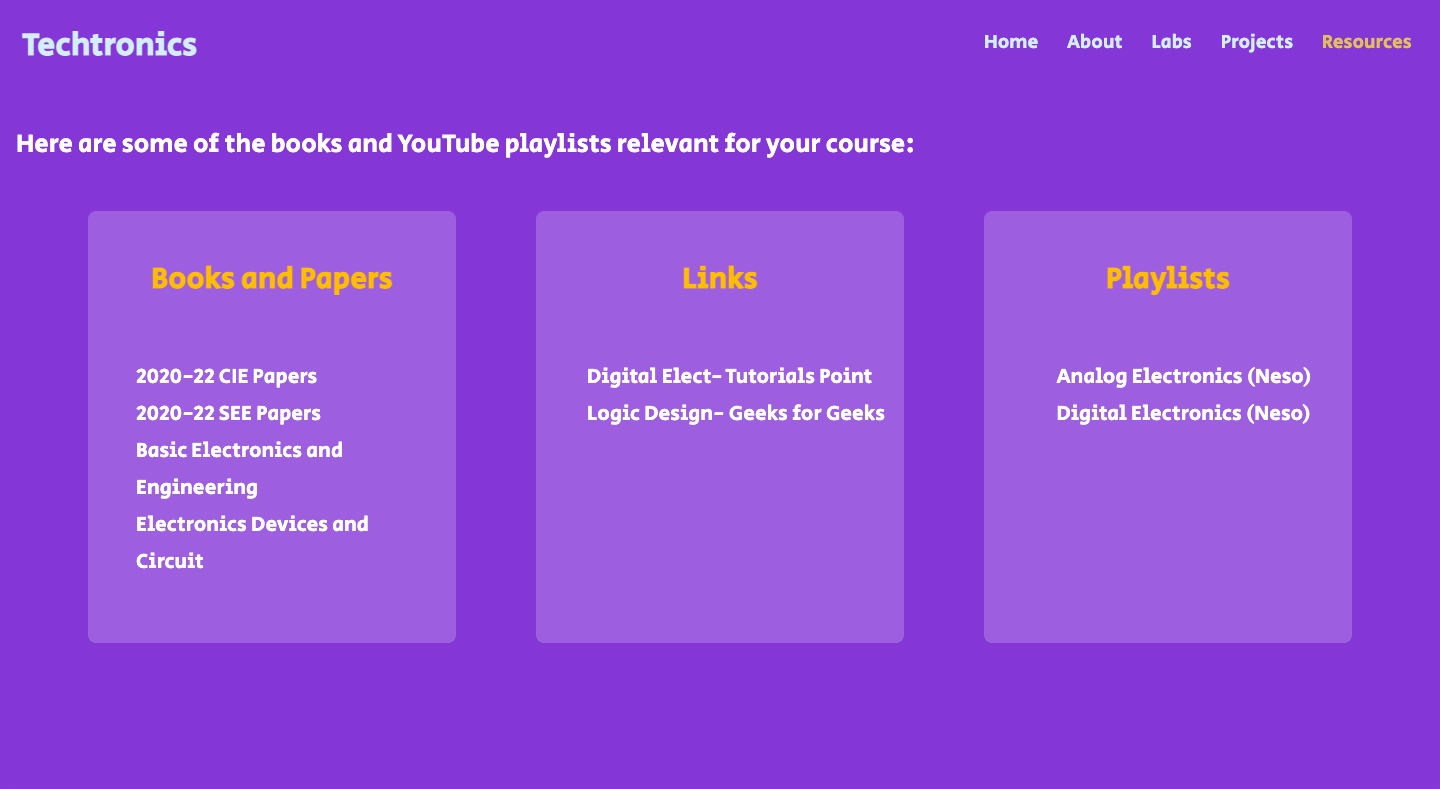 Techtronics
Home About Labs Projects Resources
Here are some of the books and YouTube playlists relevant for your course:
Books and Papers
2020-22 CIE Papers
2020-22 SEE Papers
Basic Electronics and
Engineering
Electronics Devices and
Circuit
Links
Digital Elect- Tutorials Point
Logic Design- Geeks for Geeks
Playlists
Analog Electronics (Neso)
Digital Electronics (Neso)